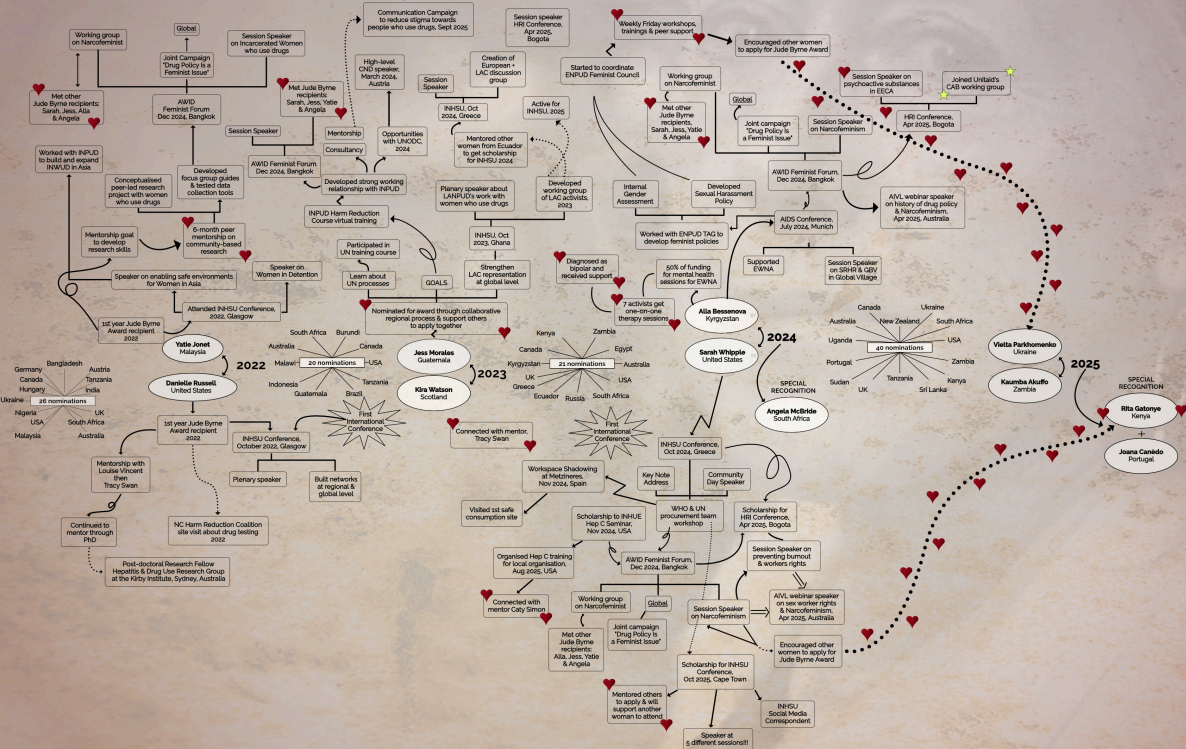 Working group
on Narcofeminist
Global
Joint Campaign
"Drug Policy Is a
Feminist Issue"
Session Speaker
on Incarcerated Women
who use drugs
Met other
Jude Byrne recipients:
Sarah, Jess, Alla
& Angela
AWID
Feminist Forum
Dec 2024, Bangkok
Met Jude Byrne
recipients:
Sarah, Jess, Yatie
& Angela
Session Speaker
AWID Feminist Forum
Dec 2024, Bangkok
Worked with INPUD
to build and expand
INWUD in Asia
Conceptualised
peer-led research
project with women
who use drugs
Developed
focus group guides
& tested data
collection tools
Mentorship goal to
develop
research skills
6-month peer
mentorship on
community-based
research
Speaker on enabling safe environments
for Women in Asia
Speaker on
Women in Detention
Attended INHSU Conference,
2022, Glasgow
1st year Jude Byrne
Award recipient
2022
Yatie Jonet
Malaysia
2022
Danielle Russell
United States
Bangladesh
Germany
Austria
Canada
Tanzania
Hungary
India
Ukraine
26 nominations
Nigeria
UK
USA
South Africa
Malaysia
Australia
1st year Jude Byrne
Award recipient
2022
INHSU Conference,
October 2022, Glasgow
First
International
Conference
Plenary speaker
Built networks
at regional &
global level
Mentorship with
Louise Vincent
then
Tracy Swan
Continued to
mentor through
PhD
NC Harm Reduction Coalition
site visit about drug testing
2022
Post-doctoral Research Fellow
Hepatitis & Drug Use Research Group
at the Kirby Institute, Sydney, Australia
Communication Campaign
to reduce stigma towards
people who use drugs, Sept 2025
High-level
CND speaker,
March 2024,
Austria
Mentorship
Consultancy
Opportunities
with UNODC,
2024
Developed strong working
relationship with INPUD
INPUD Harm Reduction
Course virtual training
Participated in
UN training course
Learn about
UN processes
GOALS
Strengthen
LAC representation
at global level
Nominated for award through collaborative
regional process & support others
to apply together
Session
Speaker
Creation of
European +
LAC discussion
group
INHSU, Oct
2024, Greece
Active for
INHSU, 2025
Mentored other
women from Ecuador
to get scholarship
for INHSU 2024
Plenary speaker about
LANPUD's work with
women who use drugs
Developed
working group
of LAC activists,
2023
INHSU, Oct
2023, Ghana
South Africa
Burundi
Australia
Canada
Malawi
20 nominations
USA
Indonesia
Tanzania
Guatemala
Brazil
Jess Morales
Guatemala
2023
Kira Watson
Scotland
First
International
Conference
Connected with mentor,
Tracy Swan
Session speaker
HRI Conference,
Apr 2025,
Bogota
Weekly Friday workshops,
trainings & peer support
Encouraged other women
to apply for Jude Byrne Award
Started to coordinate
ENPUD Feminist Council
Working group
on Narcofeminist
Met other
Jude Byrne
recipients,
Sarah, Jess, Yatie
& Angela
Global
Joint campaign
"Drug Policy Is
a Feminist Issue"
Session Speaker
on Narcofeminism
Session Speaker on
psychoactive substances
in EECA
Joined Unitaid's
CAB working group
HRI Conference,
Apr 2025, Bogota
AWID Feminist Forum,
Dec 2024, Bangkok
Internal
Gender
Assessment
Developed
Sexual Harassment
Policy
Worked with ENPUD TAG to
develop feminist policies
AIDS Conference,
July 2024, Munich
AIVL webinar speaker
on history of drug policy
& Narcofeminism,
Apr 2025, Australia
Supported
EWNA
Session Speaker
on SRHR & GBV
in Global Village
Diagnosed as
bipolar and
received support
50% of funding
for mental health
sessions for EWNA
7 activists get
one-on-one
therapy sessions
Kenya
Zambia
Canada
Egypt
Kyrgyzstan
21 nominations
Australia
UK
USA
Greece
Ecuador
Russia
South Africa
Alla Bessenova
Kyrgyzstan
2024
Sarah Whipple
United States
SPECIAL
RECOGNITION
Angela McBride
South Africa
Canada
Ukraine
Australia
New Zealand
South Africa
Uganda
40 nominations
USA
Portugal
Zambia
Sudan
Tanzania
Kenya
UK
Sri Lanka
Vielta Parkhomenko
Ukraine
2025
Kaumba Akuffo
Zambia
SPECIAL
RECOGNITION
Rita Gatonye
Kenya
+
Joana Canêdo
Portugal
INHSU Conference,
Oct 2024, Greece
Key Note
Address
Community
Day Speaker
Workspace Shadowing
at Metzineres,
Nov 2024, Spain
Visited 1st safe
consumption site
Scholarship to INHUE
Hep C Seminar,
Nov 2024, USA
WHO & UN
procurement team
workshop
Scholarship for
HRI Conference,
Apr 2025, Bogota
Organised Hep C training
for local organisation,
Aug 2025, USA
AWID Feminist Forum,
Dec 2024, Bangkok
Session Speaker on
preventing burnout
& workers rights
Connected with
mentor Caty Simon
Working group
on Narcofeminist
Global
Session Speaker
on Narcofeminism
AIVL webinar speaker
on sex worker rights
& Narcofeminism,
Apr 2025, Australia
Met other
Jude Byrne
recipients:
Alla, Jess, Yatie
& Angela
Joint campaign
"Drug Policy Is
a Feminist Issue"
Encouraged other
women to apply for
Jude Byrne Award
Scholarship for INHSU
Conference,
Oct 2025, Cape Town
Mentored others
to apply & will
support another
woman to attend
INHSU
Social Media
Correspondent
Speaker at
5 different sessions!!!